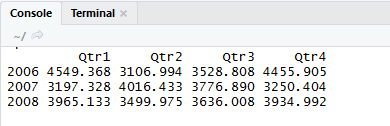 Console Terminal ×
~/
Qtr1 Qtr2 Qtr3 Qtr4
2006 4549.368 3106.994 3528.808 4455.905
2007 3197.328 4016.433 3776.890 3250.404
2008 3965.133 3499.975 3636.008 3934.992